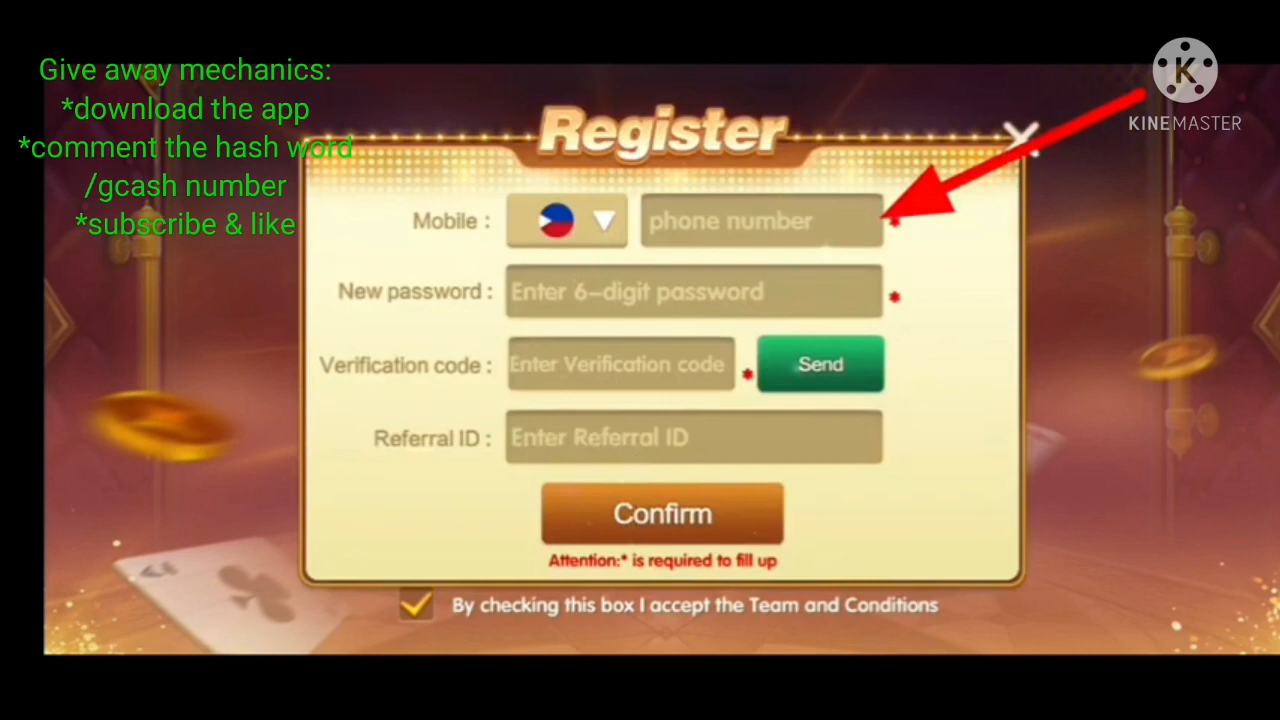 Give away mechanics:
*download the app
*comment the hash word
/gcash number
*subscribe & like
KINEMASTER
Register
Mobile : phone number *
New password : Enter 6-digit password *
Verification code : Enter Verification code * Send
Referral ID : Enter Referral ID
Confirm
Attention:* is required to fill up
By checking this box I accept the Team and Conditions